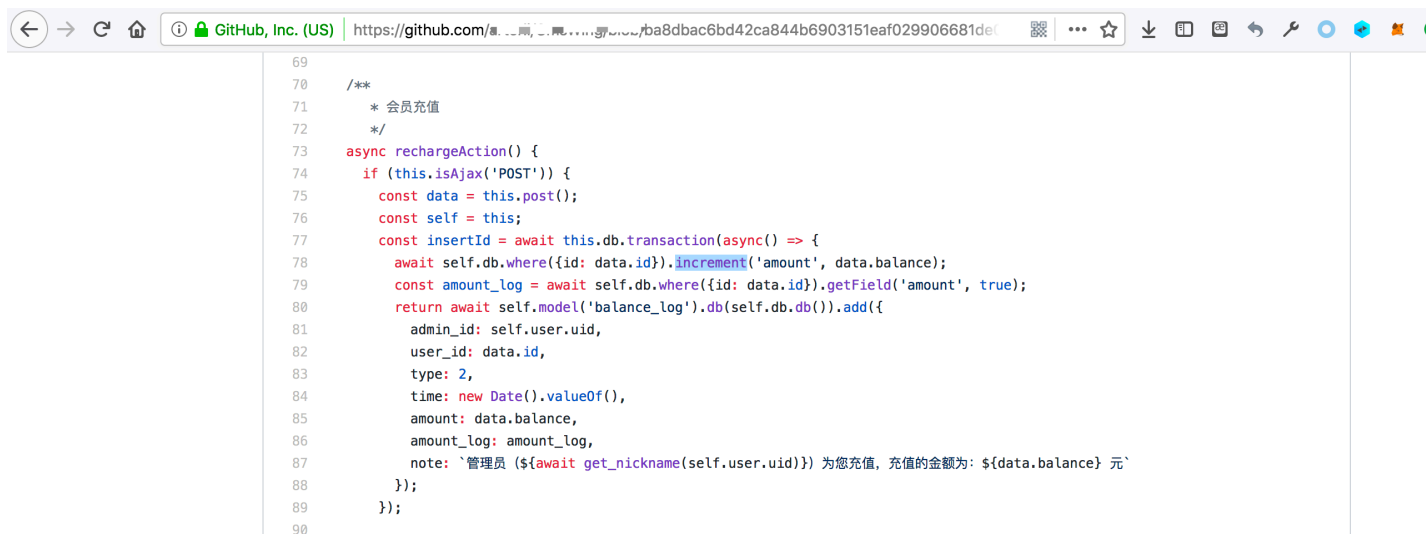 GitHub, Inc. (US)
https://github.com/
ba8dbac6bd42ca844b6903151eaf029906681de
69
70 /**
71 * 会员充值
72 */
73 async rechargeAction() {
74 if (this.isAjax('POST')) {
75 const data = this.post();
76 const self = this;
77 const insertId = await this.db.transaction(async() => {
78 await self.db.where({id: data.id}).increment('amount', data.balance);
79 const amount_log = await self.db.where({id: data.id}).getField('amount', true);
80 return await self.model('balance_log').db(self.db.db()).add({
81 admin_id: self.user.uid,
82 user_id: data.id,
83 type: 2,
84 time: new Date().valueOf(),
85 amount: data.balance,
86 amount_log: amount_log,
87 note: `管理员（${await get_nickname(self.user.uid)}）为您充值，充值的金额为：${data.balance} 元`
88 });
89 });
90